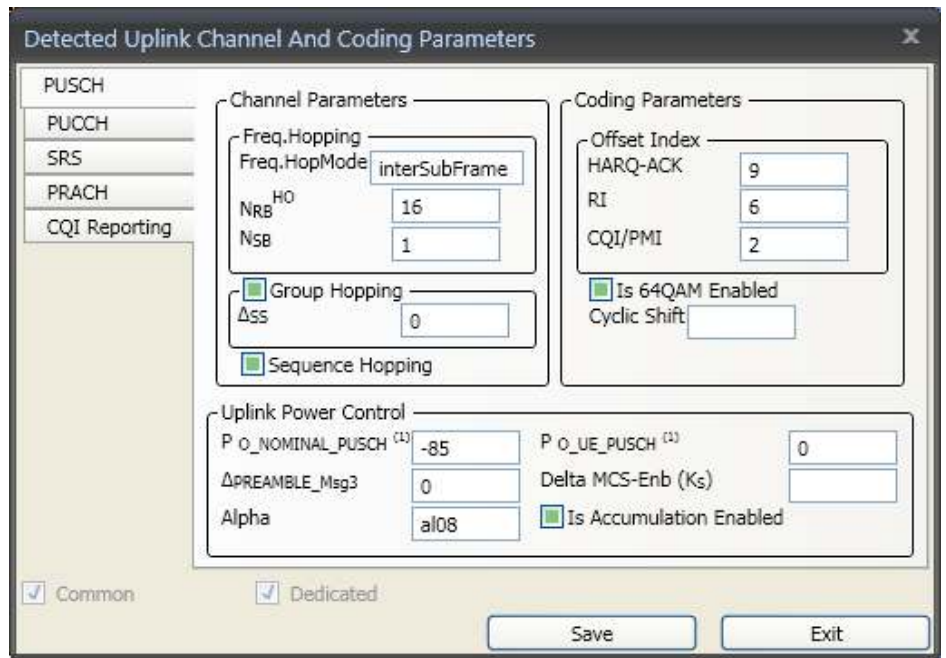 Detected Uplink Channel And Coding Parameters
PUSCH
PUCCH
SRS
PRACH
CQI Reporting
Channel Parameters
Freq.Hopping
Freq.HopMode interSubFrame
NRB^HO 16
NSB 1
Group Hopping
Δss 0
Sequence Hopping
Coding Parameters
Offset Index
HARQ-ACK 9
RI 6
CQI/PMI 2
Is 64QAM Enabled
Cyclic Shift
Uplink Power Control
P O_NOMINAL_PUSCH (1) -85
ΔPREAMBLE_Msg3 0
Alpha al08
P O_UE_PUSCH (1) 0
Delta MCS-Enb (Ks)
Is Accumulation Enabled
Common Dedicated
Save Exit